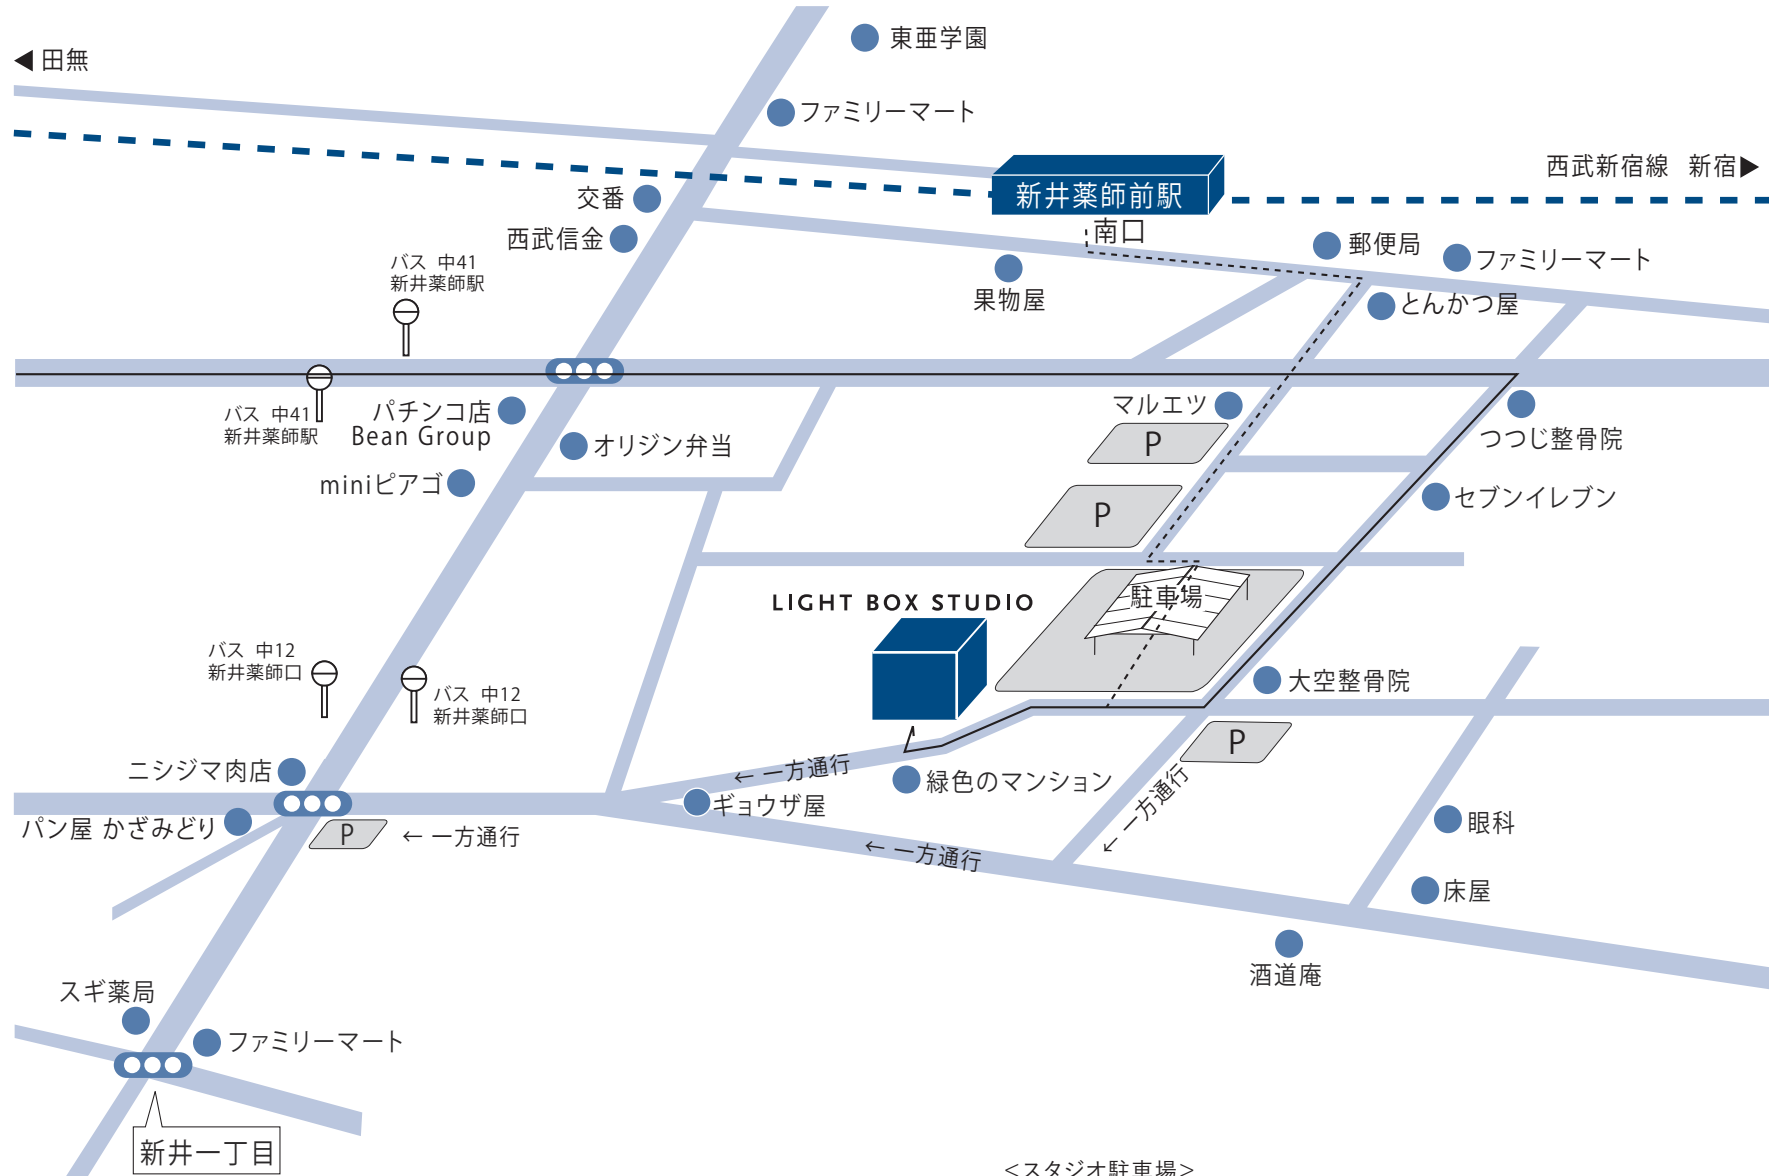 東亜学園
◀ 田無
ファミリーマート
西武新宿線 新宿▶
新井薬師前駅
交番
南口
西武信金
郵便局
ファミリーマート
バス 中41
新井薬師駅
果物屋
とんかつ屋
バス 中41
新井薬師駅
パチンコ店
Bean Group
マルエツ
オリジン弁当
P
つつじ整骨院
miniピアゴ
セブンイレブン
P
LIGHT BOX STUDIO
駐車場
バス 中12
新井薬師口
バス 中12
新井薬師口
大空整骨院
P
ニシジマ肉店
← 一方通行
緑色のマンション
← 一方通行
ギョウザ屋
パン屋 かざみどり
P
← 一方通行
← 一方通行
眼科
床屋
酒道庵
スギ薬局
ファミリーマート
新井一丁目
<スタジオ駐車場>